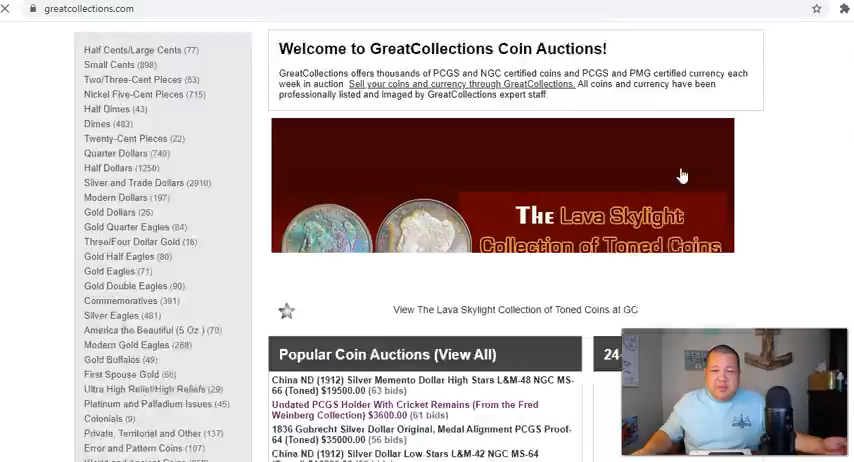 greatcollections.com
Half Cents/Large Cents (77)
Small Cents (898)
Two/Three-Cent Pieces (63)
Nickel Five-Cent Pieces (715)
Half Dimes (43)
Dimes (483)
Twenty-Cent Pieces (22)
Quarter Dollars (740)
Half Dollars (1250)
Silver and Trade Dollars (2910)
Modern Dollars (197)
Gold Dollars (26)
Gold Quarter Eagles (84)
Three/Four Dollar Gold (16)
Gold Half Eagles (80)
Gold Eagles (71)
Gold Double Eagles (90)
Commemoratives (391)
Silver Eagles (481)
America the Beautiful (5 Oz ) (70)
Modern Gold Eagles (268)
Gold Buffalos (49)
First Spouse Gold (66)
Ultra High Relief/High Reliefs (29)
Platinum and Palladium Issues (45)
Colonials (9)
Private, Territorial and Other (137)
Error and Pattern Coins (107)
Welcome to GreatCollections Coin Auctions!
GreatCollections offers thousands of PCGS and NGC certified coins and PCGS and PMG certified currency each
week in auction Sell your coins and currency through GreatCollections. All coins and currency have been
professionally listed and Imaged by GreatCollections expert staff.
The Lava Skylight
Collection of Toned Coins
View The Lava Skylight Collection of Toned Coins at GC
Popular Coin Auctions (View All)
24-
China ND (1912) Silver Memento Dollar High Stars L&M-48 NGC MS-
66 (Toned) $19500.00 (63 bids)
Undated PCGS Holder With Cricket Remains (From the Fred
Weinberg Collection) $3600.00 (61 bids)
1836 Gobrecht Silver Dollar Original, Medal Alignment PCGS Proof-
64 (Toned) $35000.00 (56 bids)
China ND (1912) Silver Dollar Low Stars L&M-42 NGC MS-64